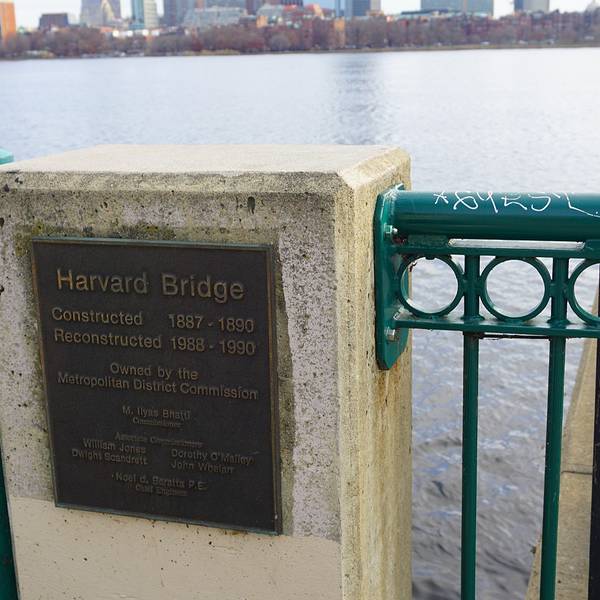 Harvard Bridge
Constructed 1887 - 1890
Reconstructed 1988 - 1990
Owned by the
Metropolitan District Commission
M. Ilyas Bhatti
Commissioner
Associate Commissioners
William Jones Dorothy O'Malley
Dwight Scandrett John Whelan
Noel d. Baratta P.E.
Chief Engineer